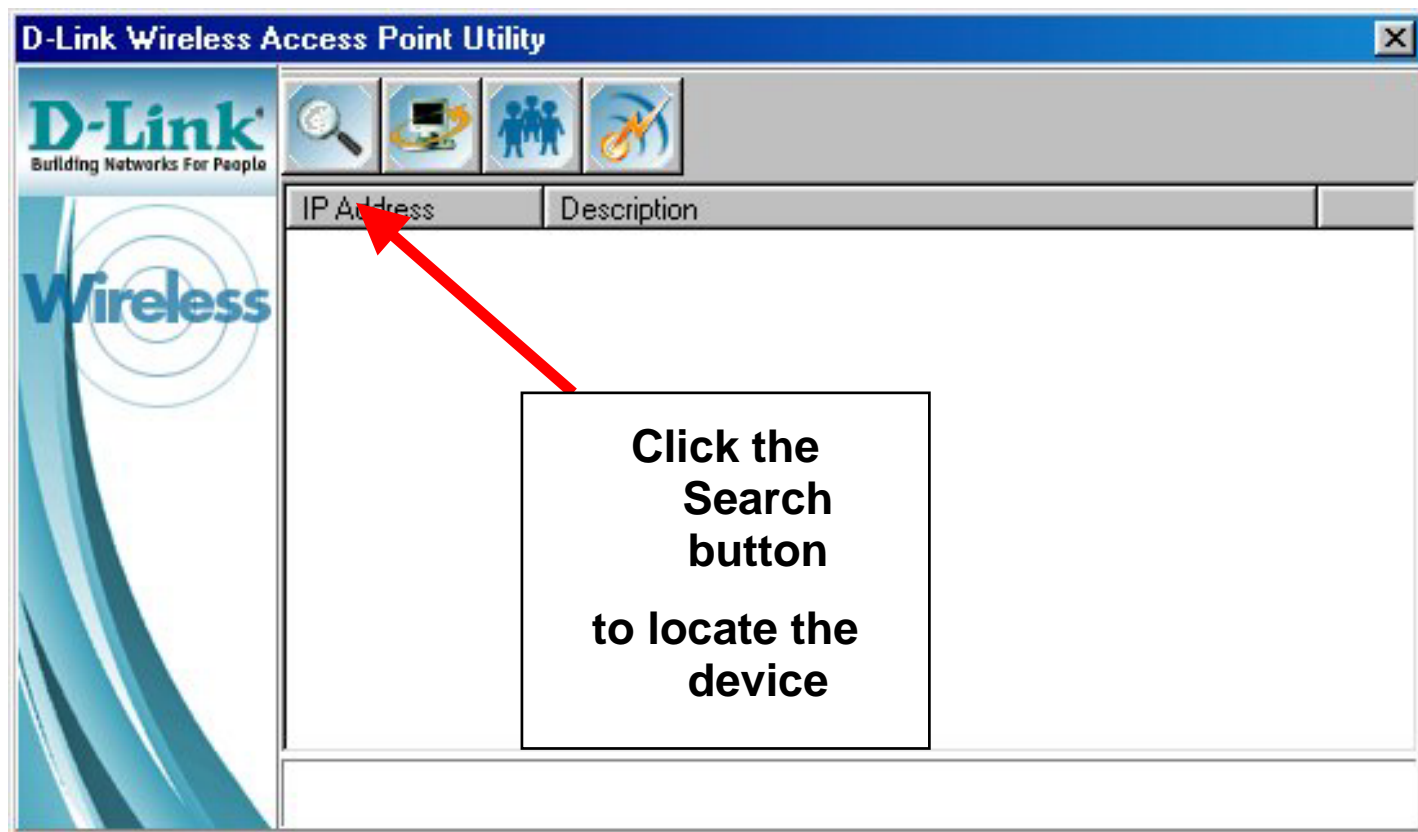 D-Link Wireless Access Point Utility
D-Link
Building Networks For People
IP Address Description
Wireless
Click the
Search
button
to locate the
device